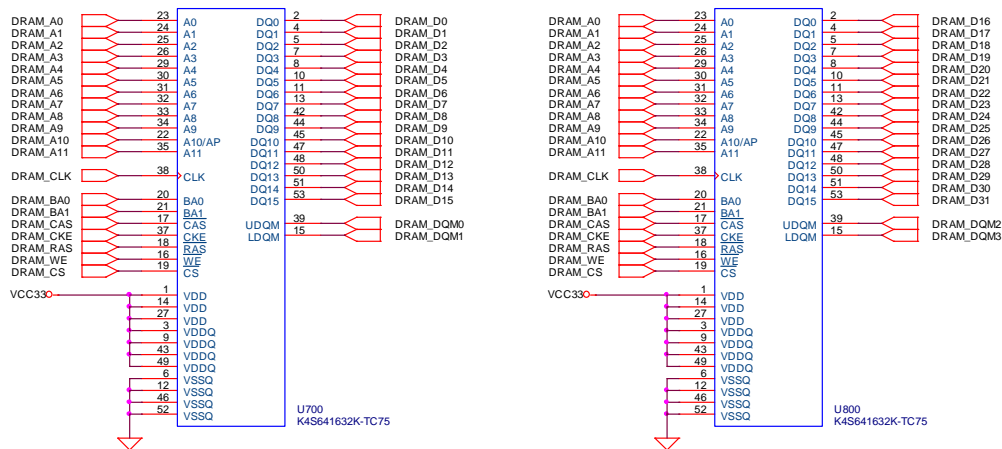 DRAM_A0 23 A0 DQ0 2 DRAM_D0
DRAM_A1 24 A1 DQ1 4 DRAM_D1
DRAM_A2 25 A2 DQ2 5 DRAM_D2
DRAM_A3 26 A3 DQ3 7 DRAM_D3
DRAM_A4 29 A4 DQ4 8 DRAM_D4
DRAM_A5 30 A5 DQ5 10 DRAM_D5
DRAM_A6 31 A6 DQ6 11 DRAM_D6
DRAM_A7 32 A7 DQ7 13 DRAM_D7
DRAM_A8 33 A8 DQ8 42 DRAM_D8
DRAM_A9 34 A9 DQ9 44 DRAM_D9
DRAM_A10 22 A10/AP DQ10 45 DRAM_D10
DRAM_A11 35 A11 DQ11 47 DRAM_D11
DQ12 48 DRAM_D12
DRAM_CLK 38 CLK DQ13 50 DRAM_D13
DQ14 51 DRAM_D14
DRAM_BA0 20 BA0 DQ15 53 DRAM_D15
DRAM_BA1 21 BA1
DRAM_CAS 17 CAS UDQM 39 DRAM_DQM0
DRAM_CKE 37 CKE LDQM 15 DRAM_DQM1
DRAM_RAS 18 RAS
DRAM_WE 16 WE
DRAM_CS 19 CS
VCC33 1 VDD
14 VDD
27 VDD
3 VDDQ
9 VDDQ
43 VDDQ
49 VDDQ
6 VSSQ
12 VSSQ
46 VSSQ
52 VSSQ
U700
K4S641632K-TC75
DRAM_A0 23 A0 DQ0 2 DRAM_D16
DRAM_A1 24 A1 DQ1 4 DRAM_D17
DRAM_A2 25 A2 DQ2 5 DRAM_D18
DRAM_A3 26 A3 DQ3 7 DRAM_D19
DRAM_A4 29 A4 DQ4 8 DRAM_D20
DRAM_A5 30 A5 DQ5 10 DRAM_D21
DRAM_A6 31 A6 DQ6 11 DRAM_D22
DRAM_A7 32 A7 DQ7 13 DRAM_D23
DRAM_A8 33 A8 DQ8 42 DRAM_D24
DRAM_A9 34 A9 DQ9 44 DRAM_D25
DRAM_A10 22 A10/AP DQ10 45 DRAM_D26
DRAM_A11 35 A11 DQ11 47 DRAM_D27
DQ12 48 DRAM_D28
DRAM_CLK 38 CLK DQ13 50 DRAM_D29
DQ14 51 DRAM_D30
DRAM_BA0 20 BA0 DQ15 53 DRAM_D31
DRAM_BA1 21 BA1
DRAM_CAS 17 CAS UDQM 39 DRAM_DQM2
DRAM_CKE 37 CKE LDQM 15 DRAM_DQM3
DRAM_RAS 18 RAS
DRAM_WE 16 WE
DRAM_CS 19 CS
VCC33 1 VDD
14 VDD
27 VDD
3 VDDQ
9 VDDQ
43 VDDQ
49 VDDQ
6 VSSQ
12 VSSQ
46 VSSQ
52 VSSQ
U800
K4S641632K-TC75